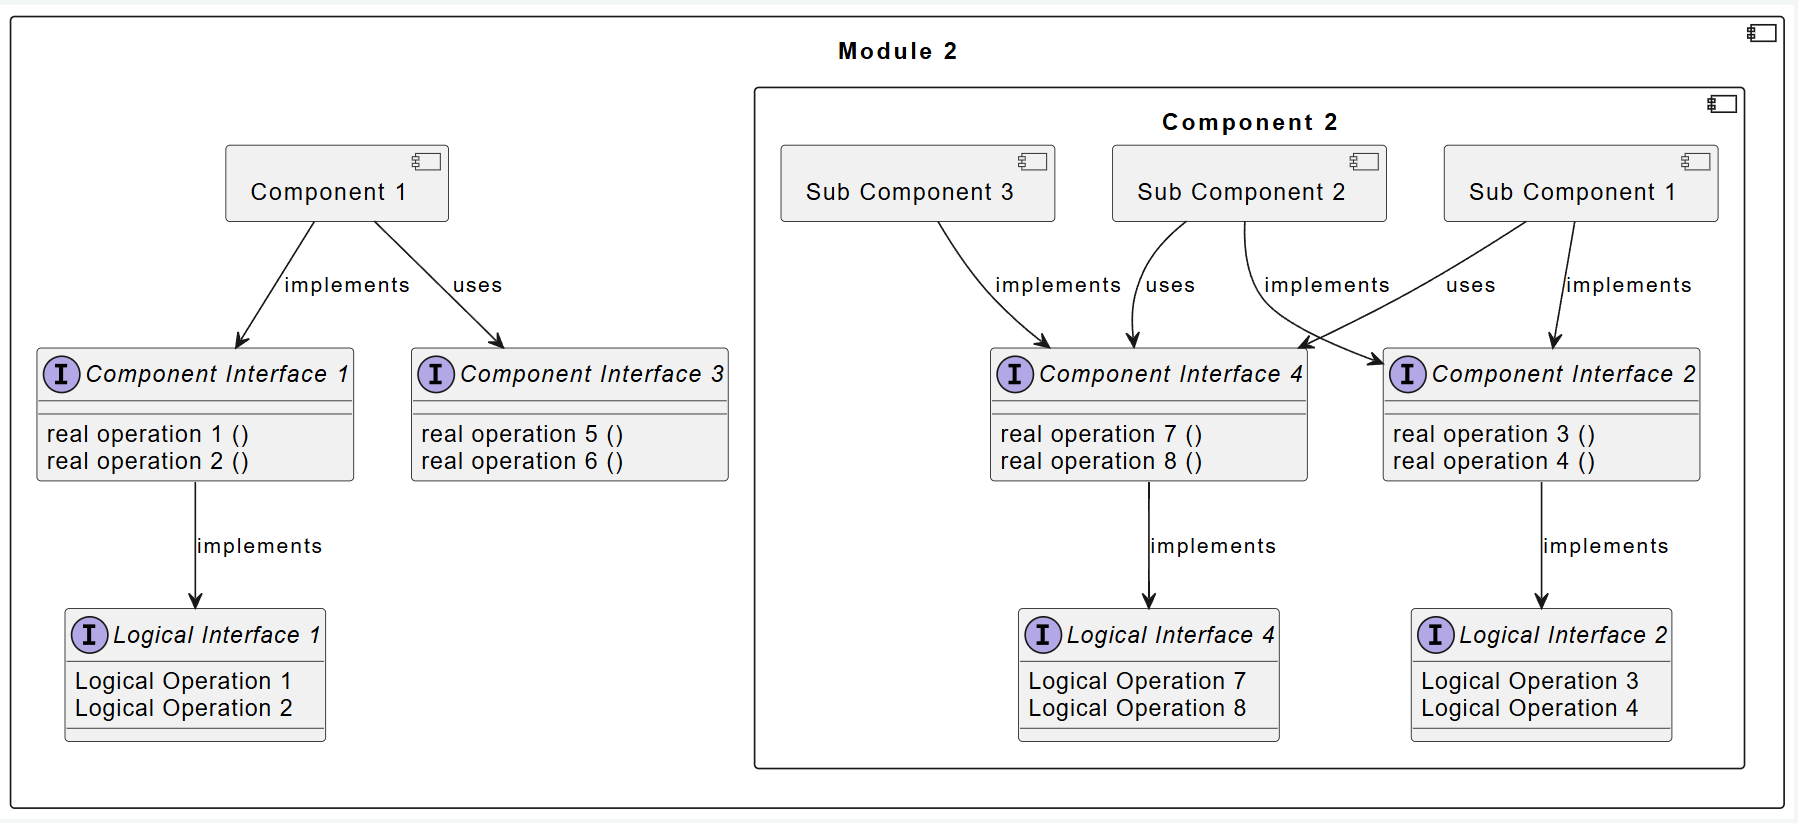 Module 2
Component 2
Component 1
Sub Component 3
Sub Component 2
Sub Component 1
implements
uses
implements
uses
implements
uses
implements
I Component Interface 1
real operation 1 ()
real operation 2 ()
I Component Interface 3
real operation 5 ()
real operation 6 ()
I Component Interface 4
real operation 7 ()
real operation 8 ()
I Component Interface 2
real operation 3 ()
real operation 4 ()
implements
implements
implements
I Logical Interface 1
Logical Operation 1
Logical Operation 2
I Logical Interface 4
Logical Operation 7
Logical Operation 8
I Logical Interface 2
Logical Operation 3
Logical Operation 4